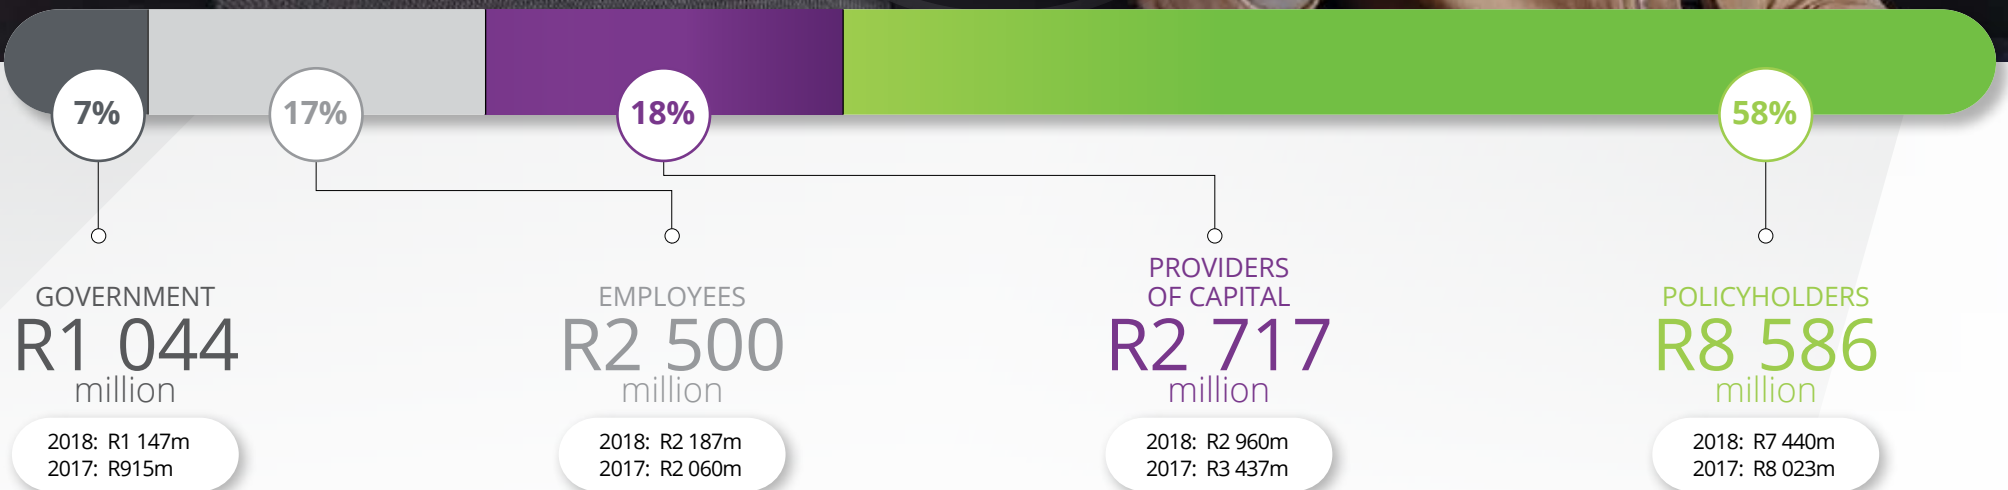 7%
17%
18%
58%
GOVERNMENT
R1 044
million
2018: R1 147m
2017: R915m
EMPLOYEES
R2 500
million
2018: R2 187m
2017: R2 060m
PROVIDERS
OF CAPITAL
R2 717
million
2018: R2 960m
2017: R3 437m
POLICYHOLDERS
R8 586
million
2018: R7 440m
2017: R8 023m